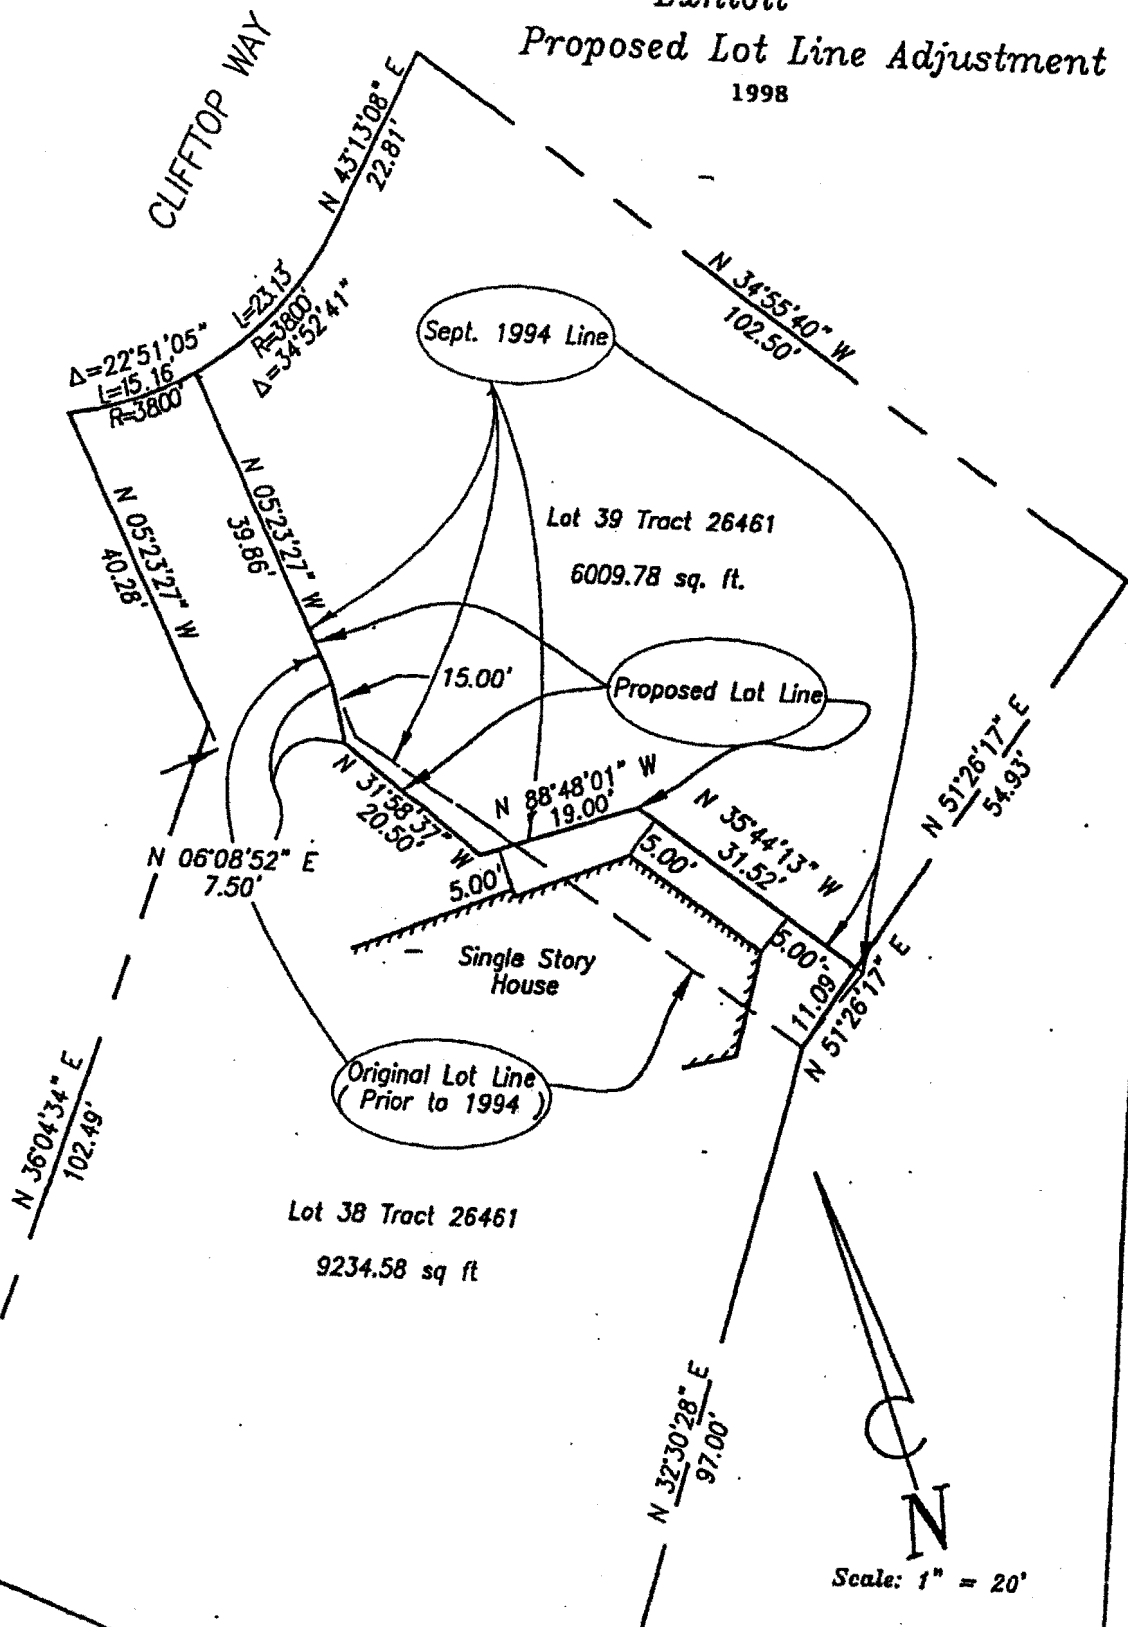 Exhibit
Proposed Lot Line Adjustment
1998
CLIFFTOP WAY
N 43°13'08" E
22.81'
L=23.13'
R=38.00'
Δ=34°52'41"
Δ=22°51'05"
L=15.16'
R=38.00'
N 34°55'40" W
102.50'
Sept. 1994 Line
N 05°23'27" W
39.86'
N 05°23'27" W
40.28'
Lot 39 Tract 26461
6009.78 sq. ft.
15.00'
Proposed Lot Line
N 51°26'17" E
54.93'
N 31°58'37" W
20.50'
N 88°48'01" W
19.00'
N 35°44'13" W
31.52'
N 06°08'52" E
7.50'
5.00'
5.00'
5.00'
11.09'
N 51°26'17" E
Single Story
House
Original Lot Line
( Prior to 1994 )
N 36°04'34" E
102.49'
Lot 38 Tract 26461
9234.58 sq ft
N 32°30'28" E
97.00'
N
Scale: 1" = 20'